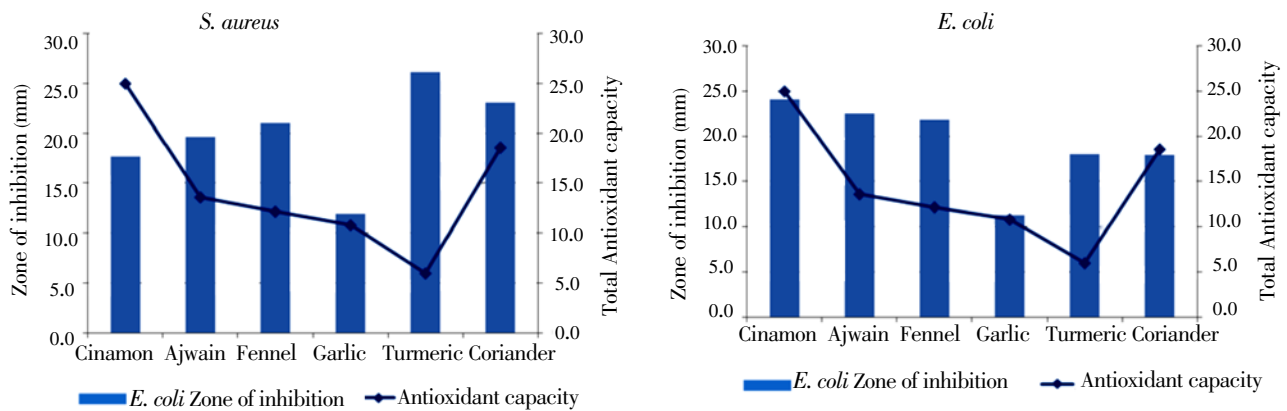 S. aureus
30.0
25.0
20.0
15.0
10.0
5.0
0.0
Zone of inhibition (mm)
30.0
25.0
20.0
15.0
10.0
5.0
0.0
Total Antioxidant capacity
Cinamon Ajwain Fennel Garlic Turmeric Coriander
E. coli Zone of inhibition Antioxidant capacity
E. coli
30.0
25.0
20.0
15.0
10.0
5.0
0.0
Zone of inhibition (mm)
30.0
25.0
20.0
15.0
10.0
5.0
0.0
Total Antioxidant capacity
Cinamon Ajwain Fennel Garlic Turmeric Coriander
E. coli Zone of inhibition Antioxidant capacity